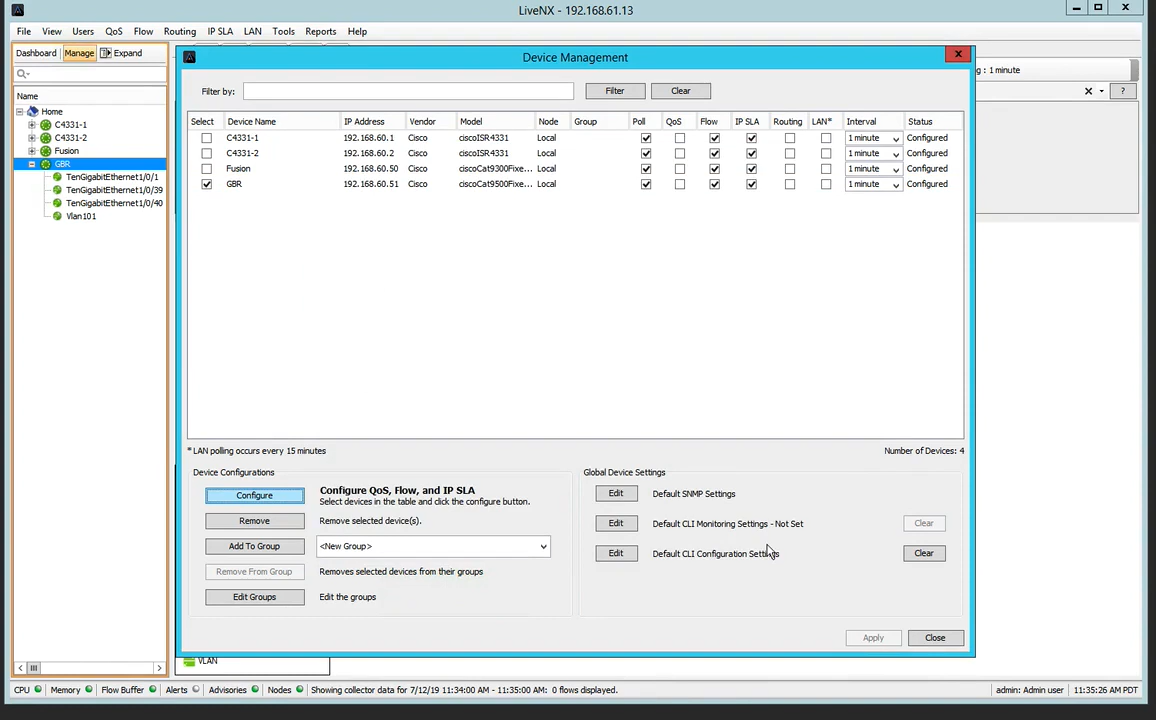 LiveNX - 192.168.61.13
File View Users QoS Flow Routing IP SLA LAN Tools Reports Help
Dashboard Manage Expand
Device Management
g : 1 minute
Filter by: Filter Clear
?
Name
Home
C4331-1
C4331-2
Fusion
GBR
TenGigabitEthernet1/0/1
TenGigabitEthernet1/0/39
TenGigabitEthernet1/0/40
Vlan101
Select Device Name IP Address Vendor Model Node Group Poll QoS Flow IP SLA Routing LAN* Interval Status
C4331-1 192.168.60.1 Cisco ciscoISR4331 Local 1 minute Configured
C4331-2 192.168.60.2 Cisco ciscoISR4331 Local 1 minute Configured
Fusion 192.168.60.50 Cisco ciscoCat9300Fixe... Local 1 minute Configured
GBR 192.168.60.51 Cisco ciscoCat9500Fixe... Local 1 minute Configured
* LAN polling occurs every 15 minutes Number of Devices: 4
Device Configurations
Configure Configure QoS, Flow, and IP SLA
Select devices in the table and click the configure button.
Remove Remove selected device(s).
Add To Group <New Group>
Remove From Group Removes selected devices from their groups
Edit Groups Edit the groups
Global Device Settings
Edit Default SNMP Settings
Edit Default CLI Monitoring Settings - Not Set Clear
Edit Default CLI Configuration Settings Clear
Apply Close
VLAN
CPU Memory Flow Buffer Alerts Advisories Nodes Showing collector data for 7/12/19 11:34:00 AM - 11:35:00 AM: 0 flows displayed. admin: Admin user 11:35:26 AM PDT